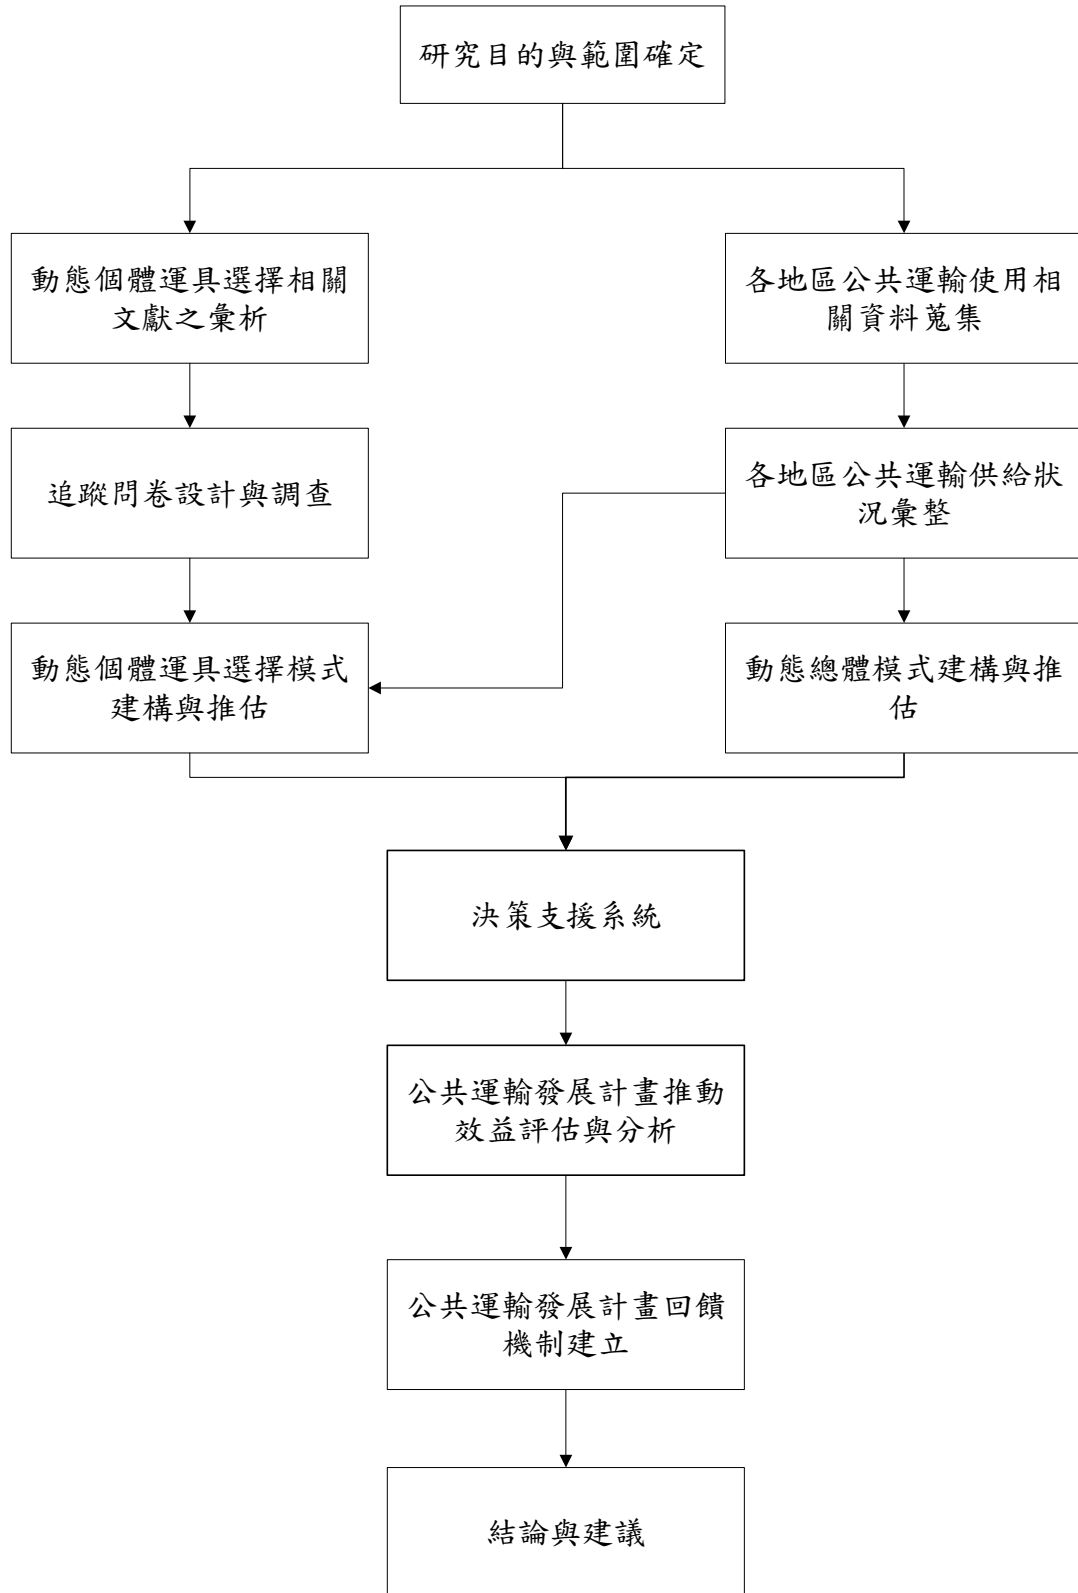 研究目的與範圍確定
動態個體運具選擇相關
文獻之彙析
各地區公共運輸使用相
關資料蒐集
追蹤問卷設計與調查
各地區公共運輸供給狀
況彙整
動態個體運具選擇模式
建構與推估
動態總體模式建構與推
估
決策支援系統
公共運輸發展計畫推動
效益評估與分析
公共運輸發展計畫回饋
機制建立
結論與建議